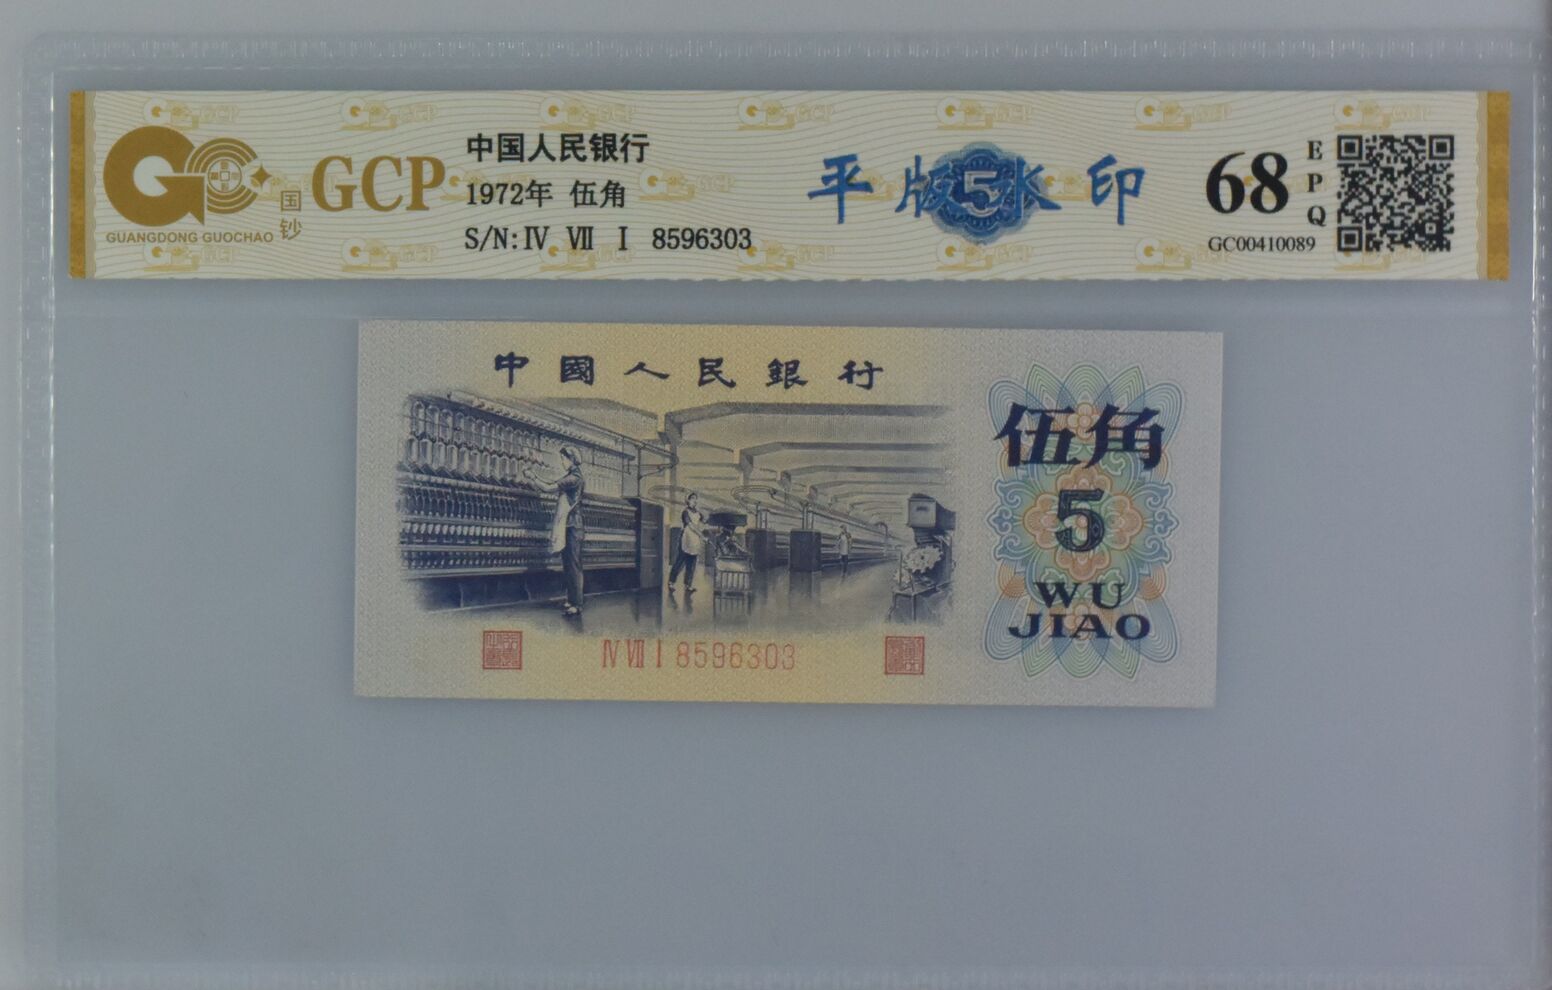 GUANGDONG GUOCHAO
国钞
GCP
中国人民银行
1972年 伍角
S/N:Ⅳ Ⅶ Ⅰ 8596303
平版水印
5
68
EPQ
GC00410089
中國人民銀行
伍角
5
WU
JIAO
Ⅳ Ⅶ Ⅰ 8596303